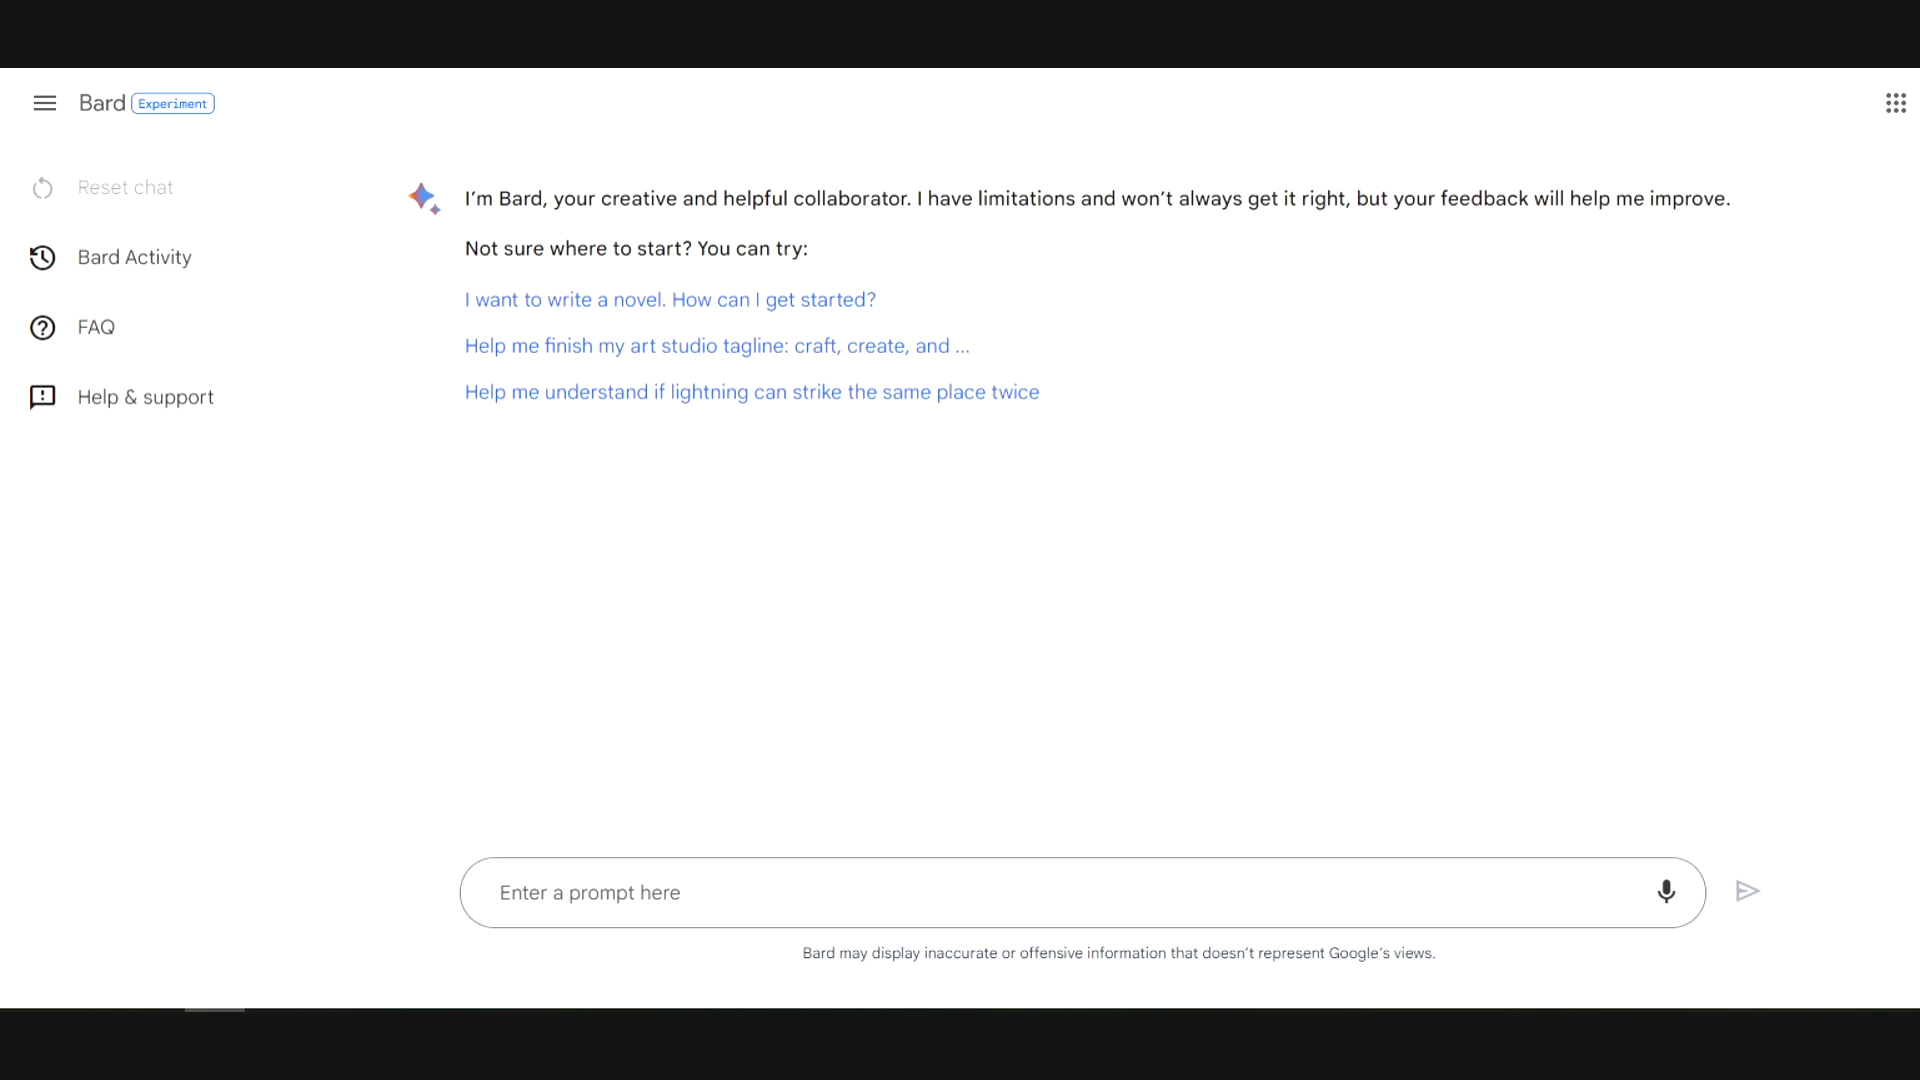 Bard Experiment
Reset chat
Bard Activity
FAQ
Help & support
I’m Bard, your creative and helpful collaborator. I have limitations and won’t always get it right, but your feedback will help me improve.
Not sure where to start? You can try:
I want to write a novel. How can I get started?
Help me finish my art studio tagline: craft, create, and ...
Help me understand if lightning can strike the same place twice
Enter a prompt here
Bard may display inaccurate or offensive information that doesn’t represent Google’s views.